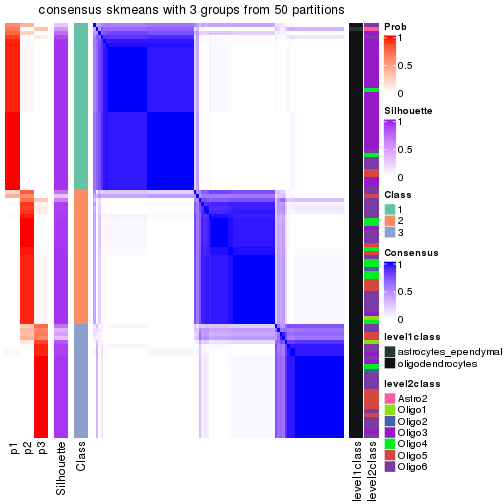 consensus skmeans with 3 groups from 50 partitions
p1
p2
p3
Silhouette
Class
level1class
level2class
Prob
1
0.5
0
Silhouette
1
0.5
0
Class
1
2
3
Consensus
1
0.5
0
level1class
astrocytes_ependymal
oligodendrocytes
level2class
Astro2
Oligo1
Oligo2
Oligo3
Oligo4
Oligo5
Oligo6